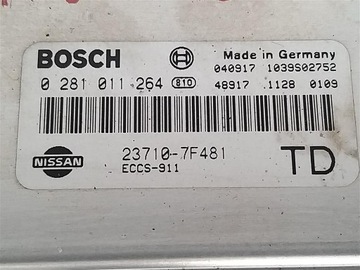 BOSCH Made in Germany
040917 1039S02752
0 281 011 264 810 48917 1128 0109
NISSAN 23710-7F481 TD
ECCS-911